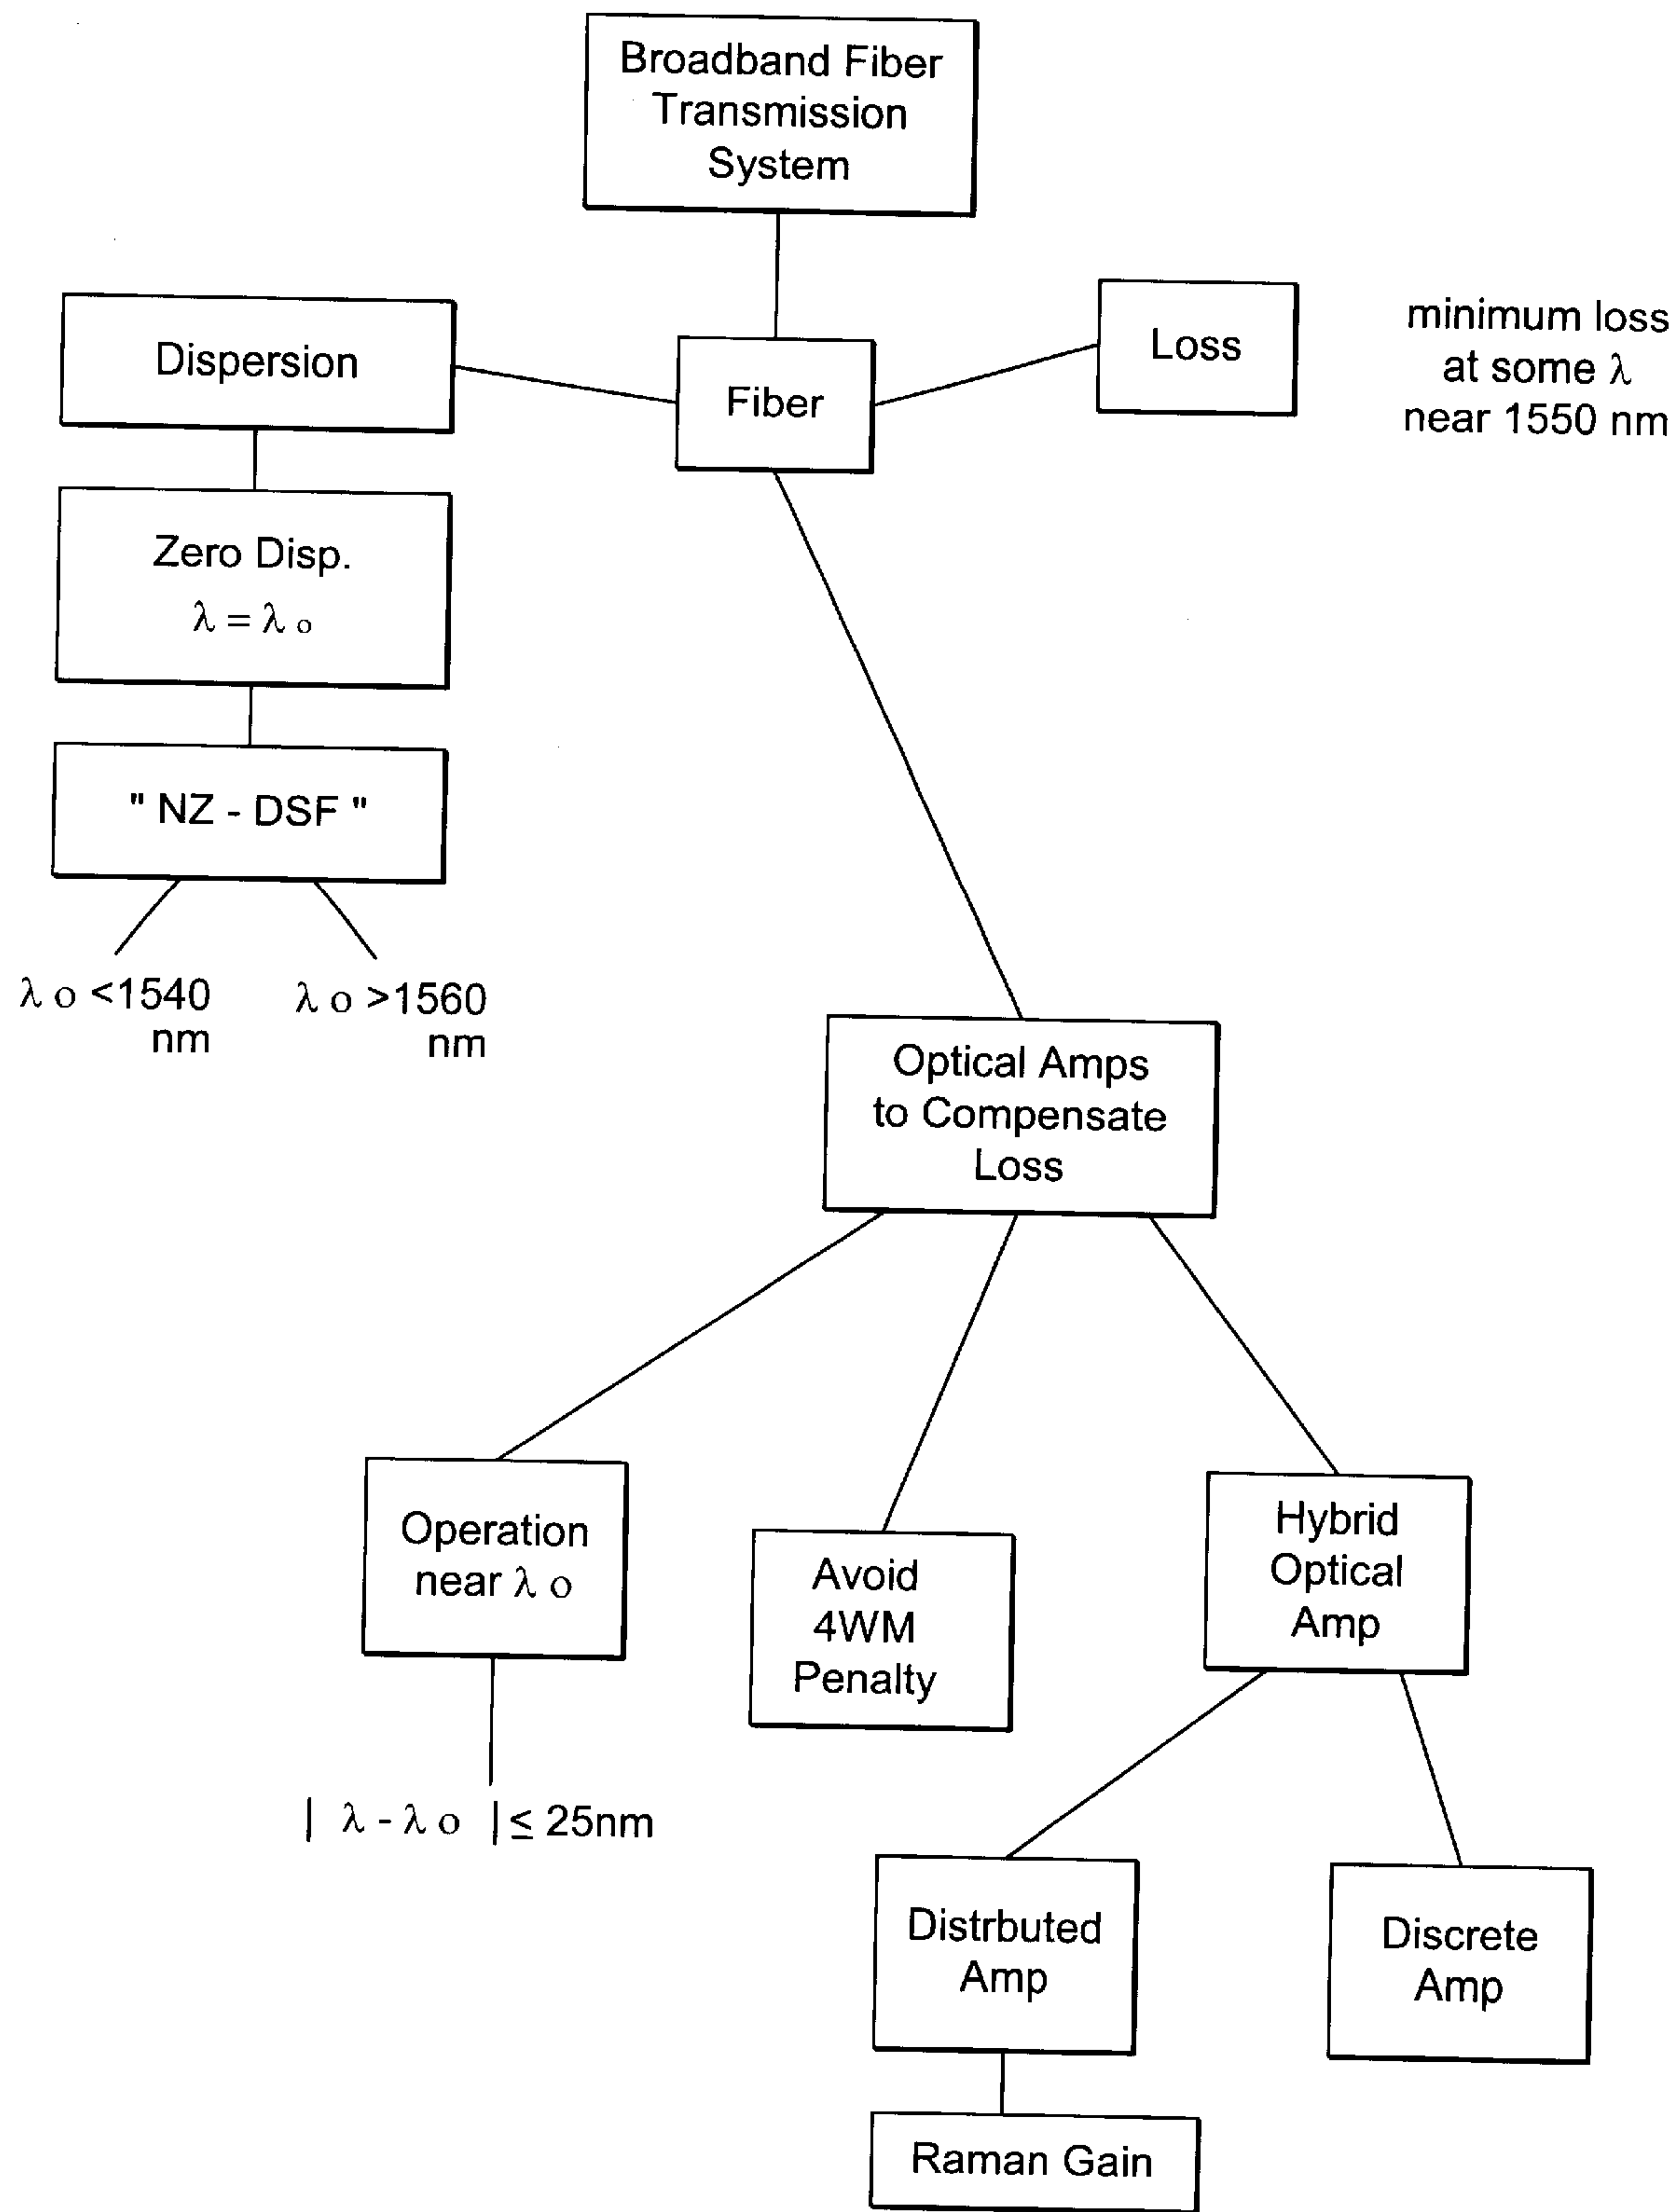 Broadband Fiber
Transmission
System
Dispersion
Fiber
Loss
minimum loss
at some λ
near 1550 nm
Zero Disp.
λ = λ o
" NZ - DSF "
λ o <1540
nm
λ o >1560
nm
Optical Amps
to Compensate
Loss
Operation
near λ o
| λ - λ o | ≤ 25nm
Avoid
4WM
Penalty
Hybrid
Optical
Amp
Distrbuted
Amp
Discrete
Amp
Raman Gain